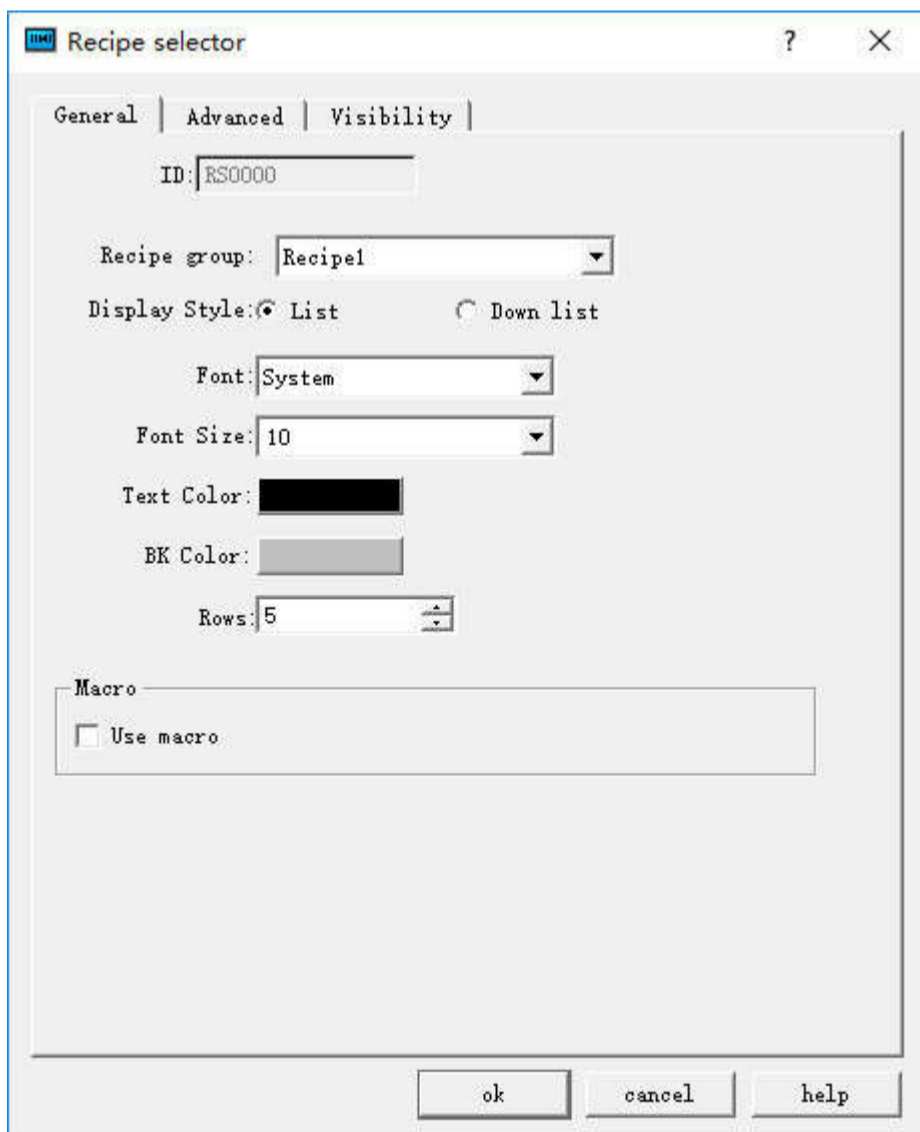 Recipe selector ?
General Advanced Visibility
ID: RS0000
Recipe group: Recipe1
Display Style: List Down list
Font: System
Font Size: 10
Text Color:
BK Color:
Rows: 5
Macro
Use macro
ok cancel help